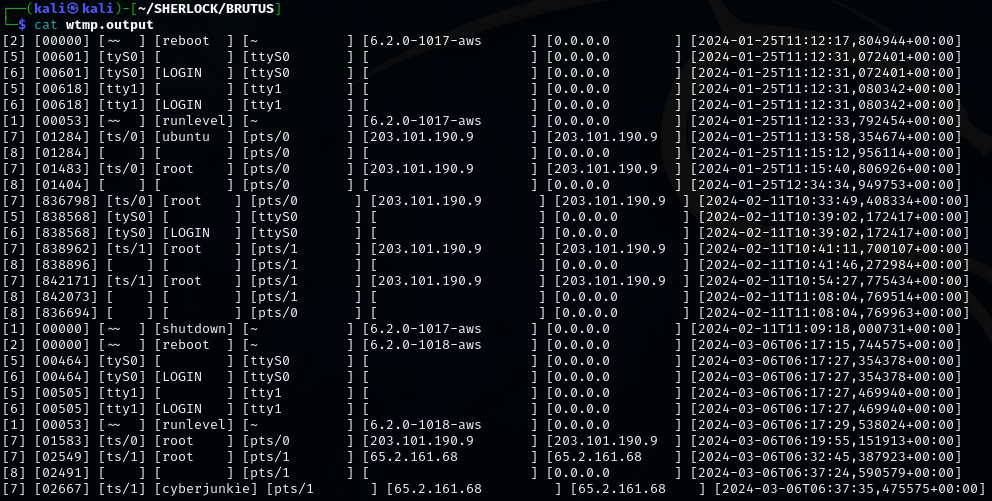 ┌──(kali㉿kali)-[~/SHERLOCK/BRUTUS]
└─$ cat wtmp.output
[2] [00000] [~~  ] [reboot  ] [~           ] [6.2.0-1017-aws      ] [0.0.0.0        ] [2024-01-25T11:12:17,804944+00:00]
[5] [00601] [tyS0] [        ] [ttyS0       ] [                    ] [0.0.0.0        ] [2024-01-25T11:12:31,072401+00:00]
[6] [00601] [tyS0] [LOGIN   ] [ttyS0       ] [                    ] [0.0.0.0        ] [2024-01-25T11:12:31,072401+00:00]
[5] [00618] [tty1] [        ] [tty1        ] [                    ] [0.0.0.0        ] [2024-01-25T11:12:31,080342+00:00]
[6] [00618] [tty1] [LOGIN   ] [tty1        ] [                    ] [0.0.0.0        ] [2024-01-25T11:12:31,080342+00:00]
[1] [00053] [~~  ] [runlevel] [~           ] [6.2.0-1017-aws      ] [0.0.0.0        ] [2024-01-25T11:12:33,792454+00:00]
[7] [01284] [ts/0] [ubuntu  ] [pts/0       ] [203.101.190.9       ] [203.101.190.9  ] [2024-01-25T11:13:58,354674+00:00]
[8] [01284] [    ] [        ] [pts/0       ] [                    ] [0.0.0.0        ] [2024-01-25T11:15:12,956114+00:00]
[7] [01483] [ts/0] [root    ] [pts/0       ] [203.101.190.9       ] [203.101.190.9  ] [2024-01-25T11:15:40,806926+00:00]
[8] [01404] [    ] [        ] [pts/0       ] [                    ] [0.0.0.0        ] [2024-01-25T12:34:34,949753+00:00]
[7] [836798] [ts/0] [root    ] [pts/0       ] [203.101.190.9       ] [203.101.190.9  ] [2024-02-11T10:33:49,408334+00:00]
[5] [838568] [tyS0] [        ] [ttyS0       ] [                    ] [0.0.0.0        ] [2024-02-11T10:39:02,172417+00:00]
[6] [838568] [tyS0] [LOGIN   ] [ttyS0       ] [                    ] [0.0.0.0        ] [2024-02-11T10:39:02,172417+00:00]
[7] [838962] [ts/1] [root    ] [pts/1       ] [203.101.190.9       ] [203.101.190.9  ] [2024-02-11T10:41:11,700107+00:00]
[8] [838896] [    ] [        ] [pts/1       ] [                    ] [0.0.0.0        ] [2024-02-11T10:41:46,272984+00:00]
[7] [842171] [ts/1] [root    ] [pts/1       ] [203.101.190.9       ] [203.101.190.9  ] [2024-02-11T10:54:27,775434+00:00]
[8] [842073] [    ] [        ] [pts/1       ] [                    ] [0.0.0.0        ] [2024-02-11T11:08:04,769514+00:00]
[8] [836694] [    ] [        ] [pts/0       ] [                    ] [0.0.0.0        ] [2024-02-11T11:08:04,769963+00:00]
[1] [00000] [~~  ] [shutdown] [~           ] [6.2.0-1017-aws      ] [0.0.0.0        ] [2024-02-11T11:09:18,000731+00:00]
[2] [00000] [~~  ] [reboot  ] [~           ] [6.2.0-1018-aws      ] [0.0.0.0        ] [2024-03-06T06:17:15,744575+00:00]
[5] [00464] [tyS0] [        ] [ttyS0       ] [                    ] [0.0.0.0        ] [2024-03-06T06:17:27,354378+00:00]
[6] [00464] [tyS0] [LOGIN   ] [ttyS0       ] [                    ] [0.0.0.0        ] [2024-03-06T06:17:27,354378+00:00]
[5] [00505] [tty1] [        ] [tty1        ] [                    ] [0.0.0.0        ] [2024-03-06T06:17:27,469940+00:00]
[6] [00505] [tty1] [LOGIN   ] [tty1        ] [                    ] [0.0.0.0        ] [2024-03-06T06:17:27,469940+00:00]
[1] [00053] [~~  ] [runlevel] [~           ] [6.2.0-1018-aws      ] [0.0.0.0        ] [2024-03-06T06:17:29,538024+00:00]
[7] [01583] [ts/0] [root    ] [pts/0       ] [203.101.190.9       ] [203.101.190.9  ] [2024-03-06T06:19:55,151913+00:00]
[7] [02549] [ts/1] [root    ] [pts/1       ] [65.2.161.68         ] [65.2.161.68    ] [2024-03-06T06:32:45,387923+00:00]
[8] [02491] [    ] [        ] [pts/1       ] [                    ] [0.0.0.0        ] [2024-03-06T06:37:24,590579+00:00]
[7] [02667] [ts/1] [cyberjunkie] [pts/1       ] [65.2.161.68         ] [65.2.161.68    ] [2024-03-06T06:37:35,475575+00:00]